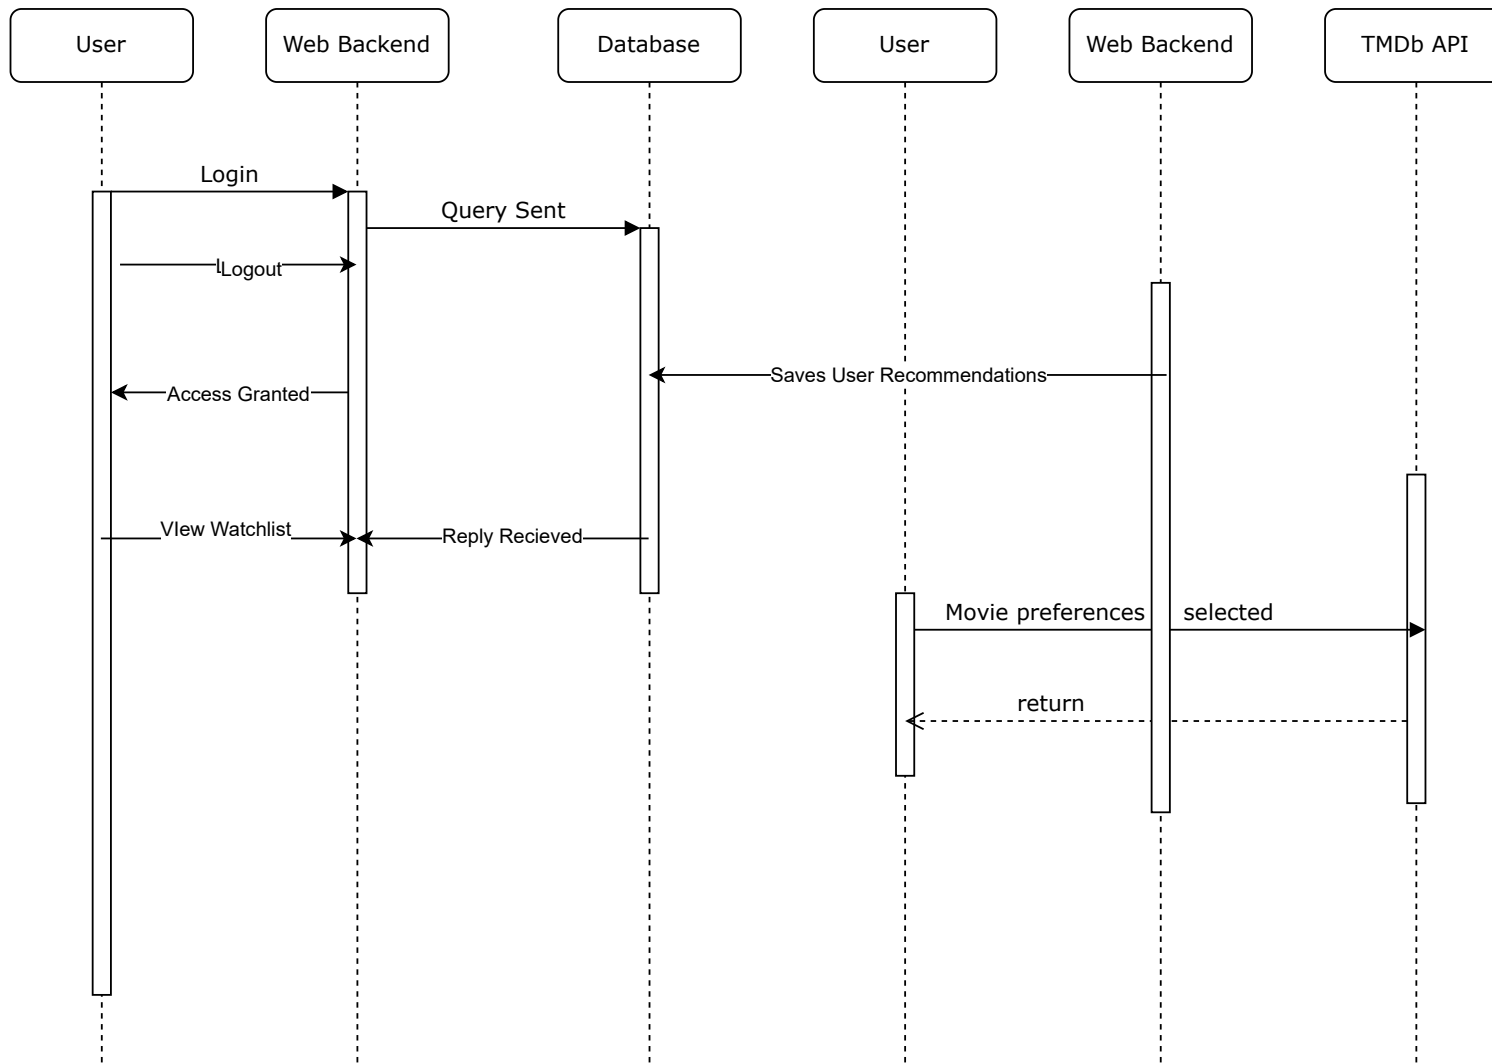 User
Web Backend
Database
User
Web Backend
TMDb API
Login
Query Sent
Logout
Saves User Recommendations
Access Granted
VIew Watchlist
Reply Recieved
Movie preferences selected
return